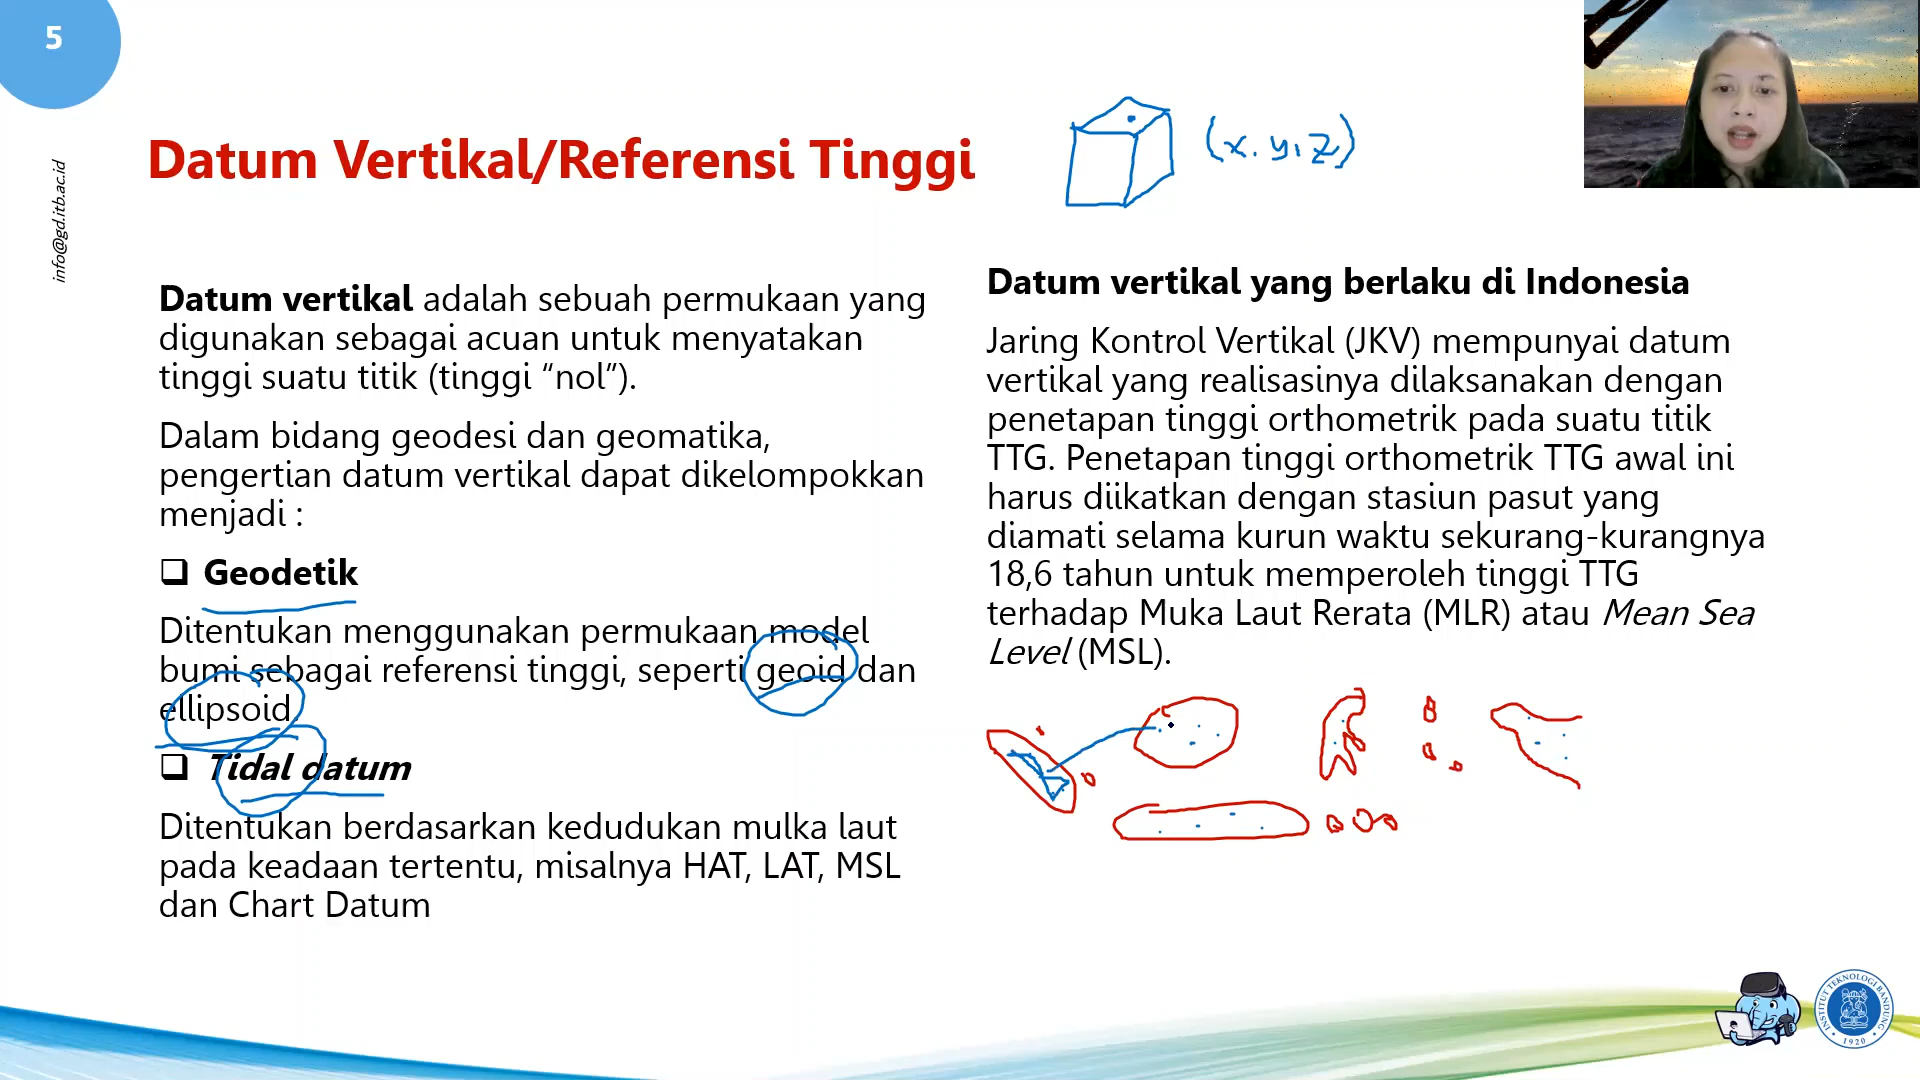 5
info@gd.itb.ac.id
Datum Vertikal/Referensi Tinggi
(x.y,z)
Datum vertikal adalah sebuah permukaan yang
digunakan sebagai acuan untuk menyatakan
tinggi suatu titik (tinggi “nol”).
Dalam bidang geodesi dan geomatika,
pengertian datum vertikal dapat dikelompokkan
menjadi :
❑ Geodetik
Ditentukan menggunakan permukaan model
bumi sebagai referensi tinggi, seperti geoid dan
ellipsoid.
❑ Tidal datum
Ditentukan berdasarkan kedudukan mulka laut
pada keadaan tertentu, misalnya HAT, LAT, MSL
dan Chart Datum
Datum vertikal yang berlaku di Indonesia
Jaring Kontrol Vertikal (JKV) mempunyai datum
vertikal yang realisasinya dilaksanakan dengan
penetapan tinggi orthometrik pada suatu titik
TTG. Penetapan tinggi orthometrik TTG awal ini
harus diikatkan dengan stasiun pasut yang
diamati selama kurun waktu sekurang-kurangnya
18,6 tahun untuk memperoleh tinggi TTG
terhadap Muka Laut Rerata (MLR) atau Mean Sea
Level (MSL).
INSTITUT TEKNOLOGI BANDUNG
1920